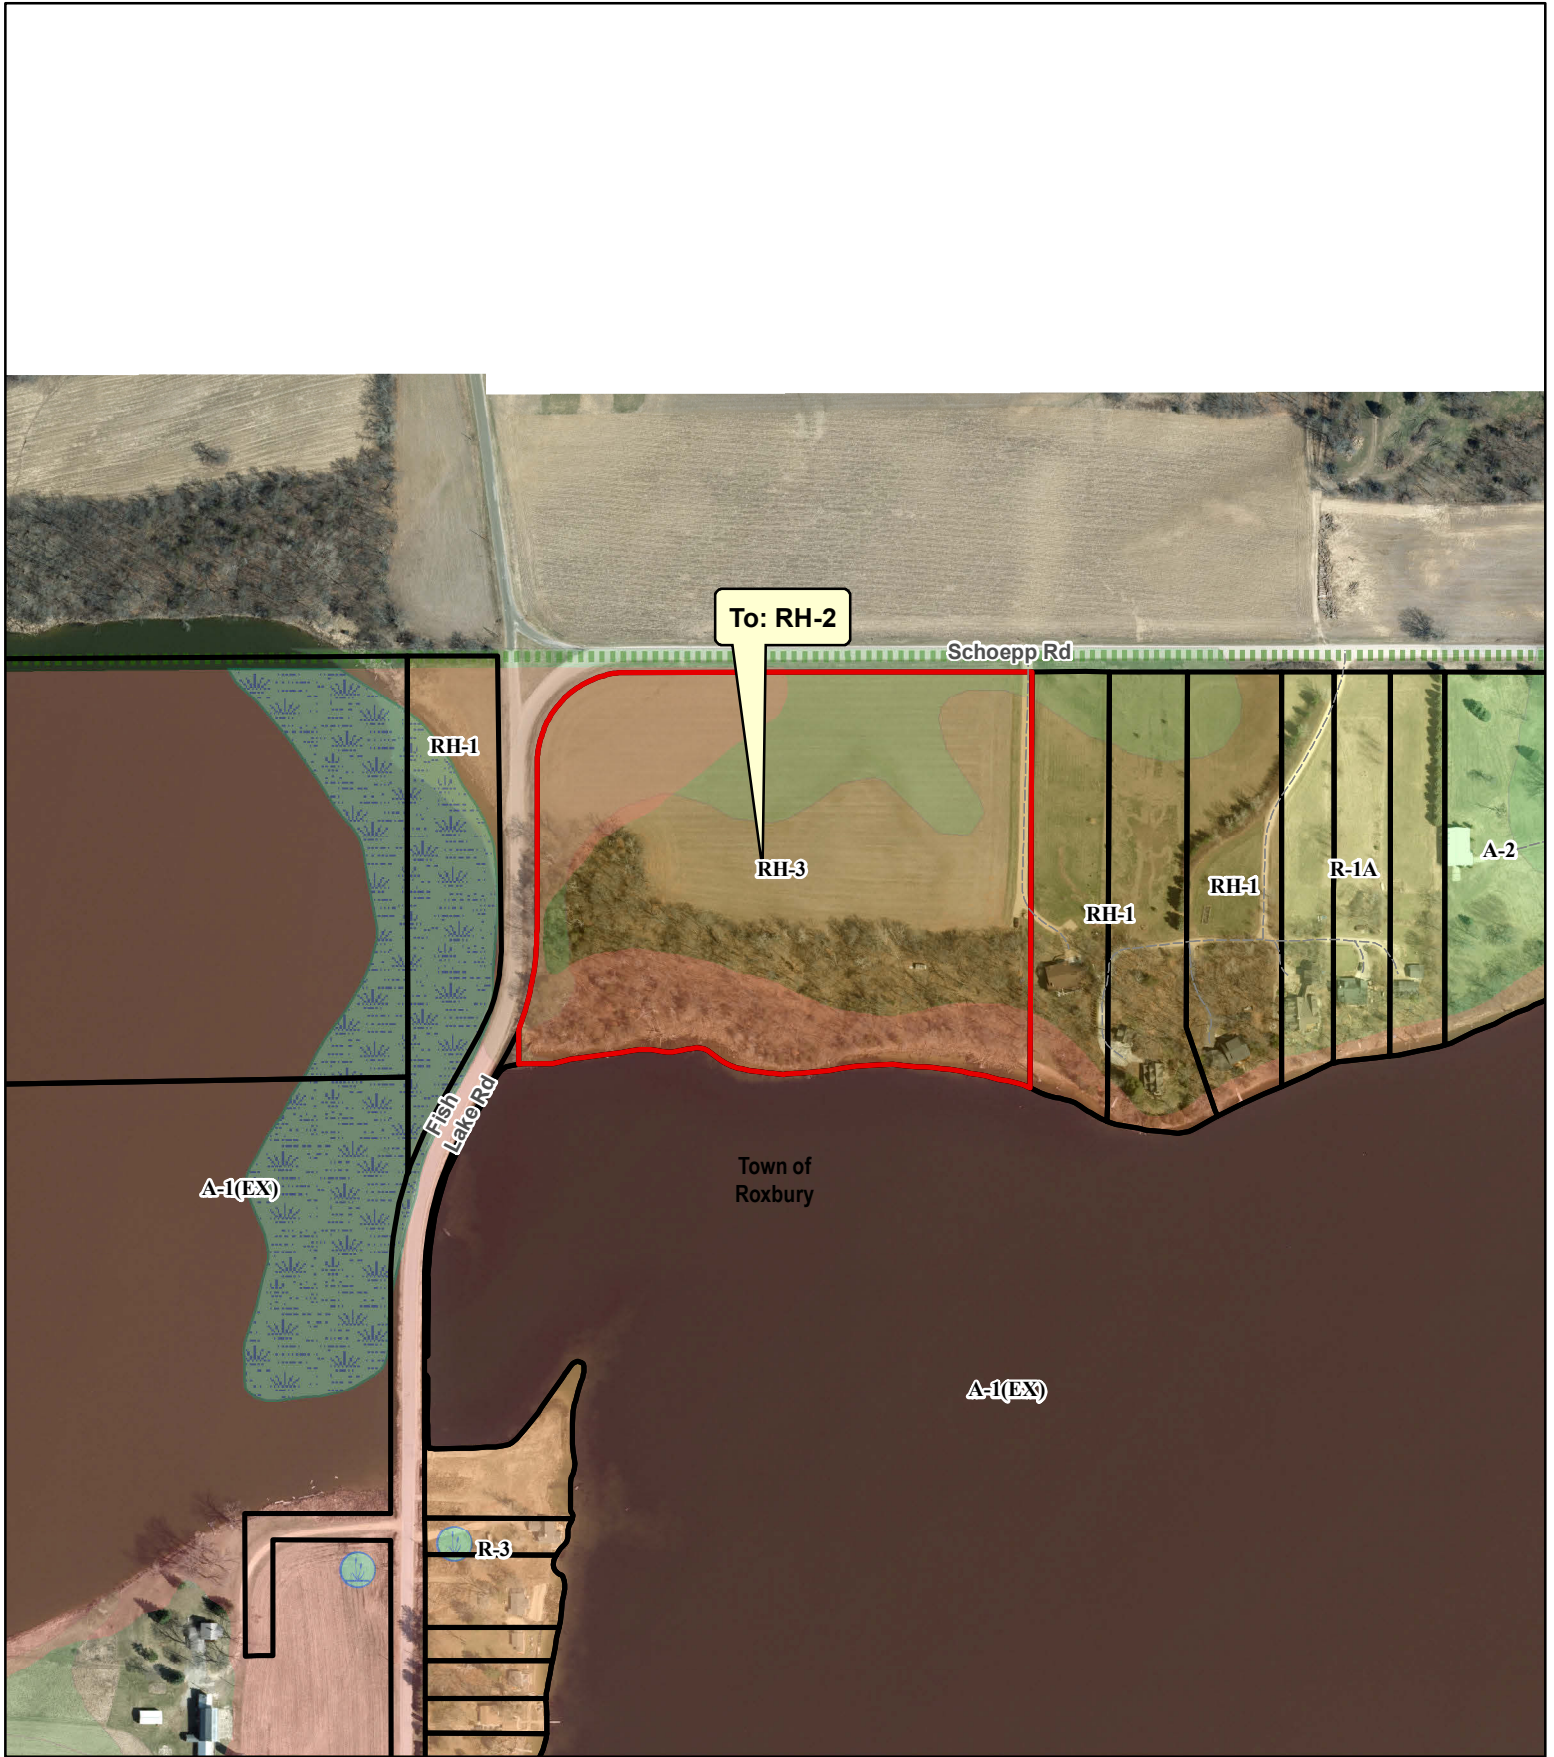 To: RH-2
Schoepp Rd
RH-1
RH-3
RH-1
RH-1
R-1A
A-2
Fish
Lake Rd
Town of
Roxbury
A-1(EX)
A-1(EX)
R-3